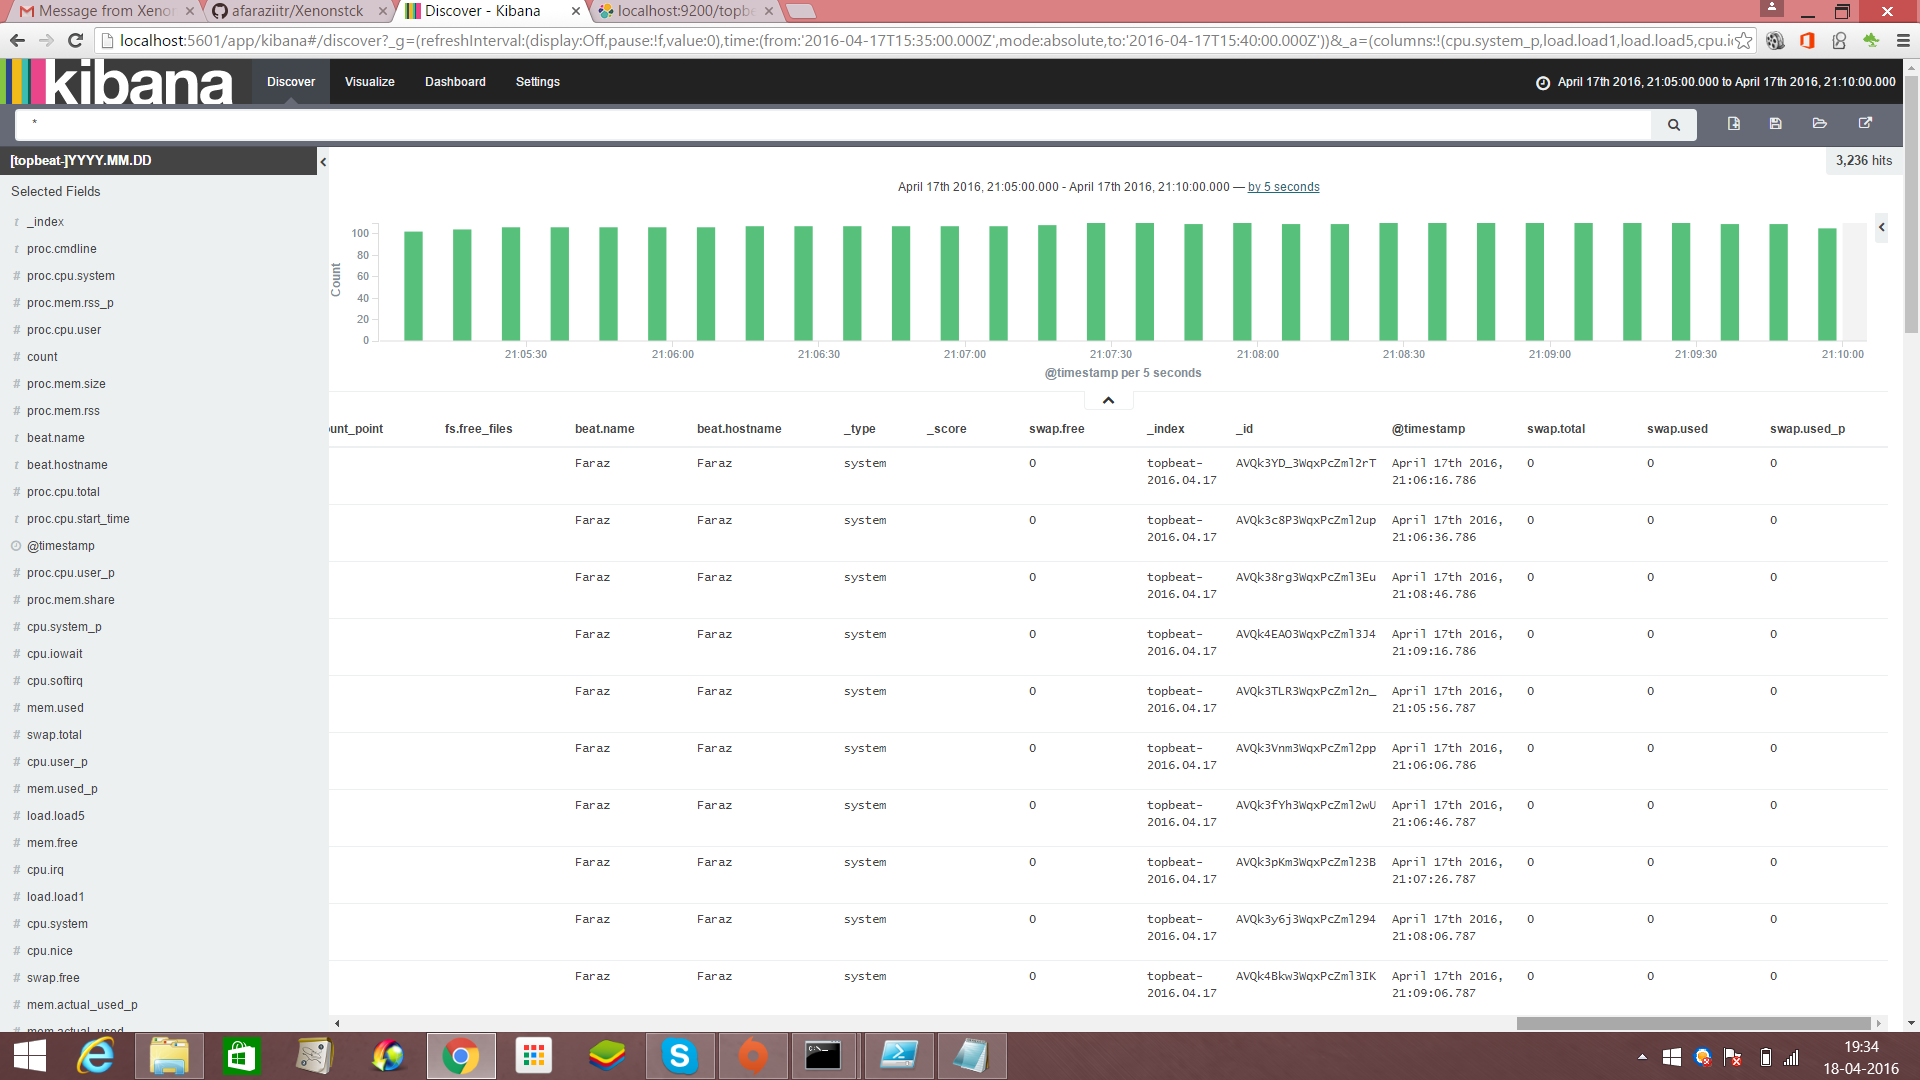 Message from Xenor
afaraziitr/Xenonstck
Discover - Kibana
localhost:9200/topbe
localhost:5601/app/kibana#/discover?_g=(refreshInterval:(display:Off,pause:!f,value:0),time:(from:'2016-04-17T15:35:00.000Z',mode:absolute,to:'2016-04-17T15:40:00.000Z'))&_a=(columns:!(cpu.system_p,load.load1,load.load5,cpu.i
kibana
Discover
Visualize
Dashboard
Settings
April 17th 2016, 21:05:00.000 to April 17th 2016, 21:10:00.000
*
[topbeat-]YYYY.MM.DD
3,236 hits
Selected Fields
t _index
t proc.cmdline
# proc.cpu.system
# proc.mem.rss_p
# proc.cpu.user
# count
# proc.mem.size
# proc.mem.rss
t beat.name
t beat.hostname
# proc.cpu.total
t proc.cpu.start_time
@timestamp
# proc.cpu.user_p
# proc.mem.share
# cpu.system_p
# cpu.iowait
# cpu.softirq
# mem.used
# swap.total
# cpu.user_p
# mem.used_p
# load.load5
# mem.free
# cpu.irq
# load.load1
# cpu.system
# cpu.nice
# swap.free
# mem.actual_used_p
# mem.actual_used
April 17th 2016, 21:05:00.000 - April 17th 2016, 21:10:00.000 — by 5 seconds
Count
100
80
60
40
20
0
21:05:30 21:06:00 21:06:30 21:07:00 21:07:30 21:08:00 21:08:30 21:09:00 21:09:30 21:10:00
@timestamp per 5 seconds
unt_point fs.free_files beat.name beat.hostname _type _score swap.free _index _id @timestamp swap.total swap.used swap.used_p
Faraz Faraz system 0 topbeat- AVQk3YD_3WqxPcZml2rT April 17th 2016, 0 0 0
2016.04.17 21:06:16.786
Faraz Faraz system 0 topbeat- AVQk3c8P3WqxPcZml2up April 17th 2016, 0 0 0
2016.04.17 21:06:36.786
Faraz Faraz system 0 topbeat- AVQk38rg3WqxPcZml3Eu April 17th 2016, 0 0 0
2016.04.17 21:08:46.786
Faraz Faraz system 0 topbeat- AVQk4EAO3WqxPcZml3J4 April 17th 2016, 0 0 0
2016.04.17 21:09:16.786
Faraz Faraz system 0 topbeat- AVQk3TLR3WqxPcZml2n_ April 17th 2016, 0 0 0
2016.04.17 21:05:56.787
Faraz Faraz system 0 topbeat- AVQk3Vnm3WqxPcZml2pp April 17th 2016, 0 0 0
2016.04.17 21:06:06.786
Faraz Faraz system 0 topbeat- AVQk3fYh3WqxPcZml2wU April 17th 2016, 0 0 0
2016.04.17 21:06:46.787
Faraz Faraz system 0 topbeat- AVQk3pKm3WqxPcZml23B April 17th 2016, 0 0 0
2016.04.17 21:07:26.787
Faraz Faraz system 0 topbeat- AVQk3y6j3WqxPcZml294 April 17th 2016, 0 0 0
2016.04.17 21:08:06.787
Faraz Faraz system 0 topbeat- AVQk4Bkw3WqxPcZml3IK April 17th 2016, 0 0 0
2016.04.17 21:09:06.787
19:34
18-04-2016